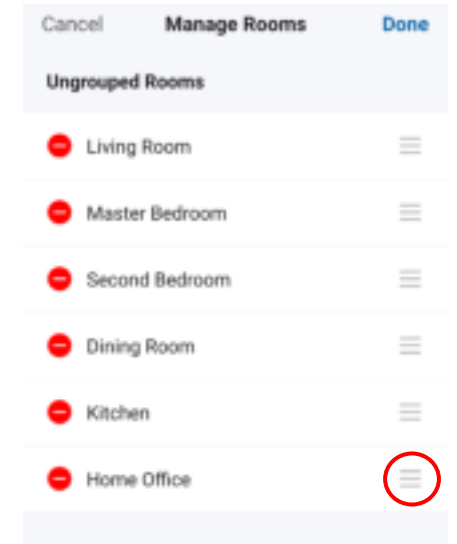 Cancel Manage Rooms Done
Ungrouped Rooms
Living Room
Master Bedroom
Second Bedroom
Dining Room
Kitchen
Home Office